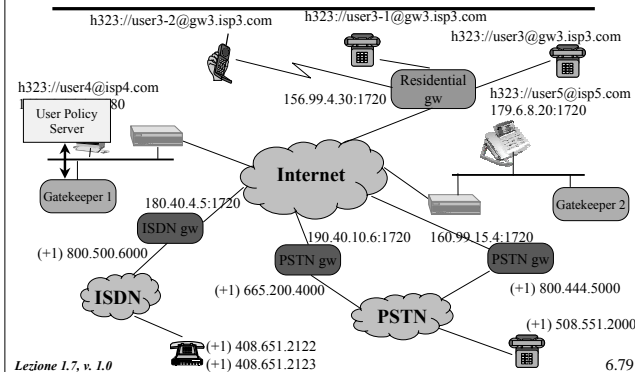 h323://user3-2@gw3.isp3.com
h323://user3-1@gw3.isp3.com
h323://user3@gw3.isp3.com
h323://user4@isp4.com
80
User Policy
Server
156.99.4.30:1720
Residential
gw
h323://user5@isp5.com
179.6.8.20:1720
Internet
Gatekeeper 1
180.40.4.5:1720
Gatekeeper 2
ISDN gw
190.40.10.6:1720
160.99.15.4:1720
(+1) 800.500.6000
PSTN gw
PSTN gw
(+1) 665.200.4000
(+1) 800.444.5000
ISDN
PSTN
(+1) 508.551.2000
(+1) 408.651.2122
(+1) 408.651.2123
Lezione 1.7, v. 1.0
6.79